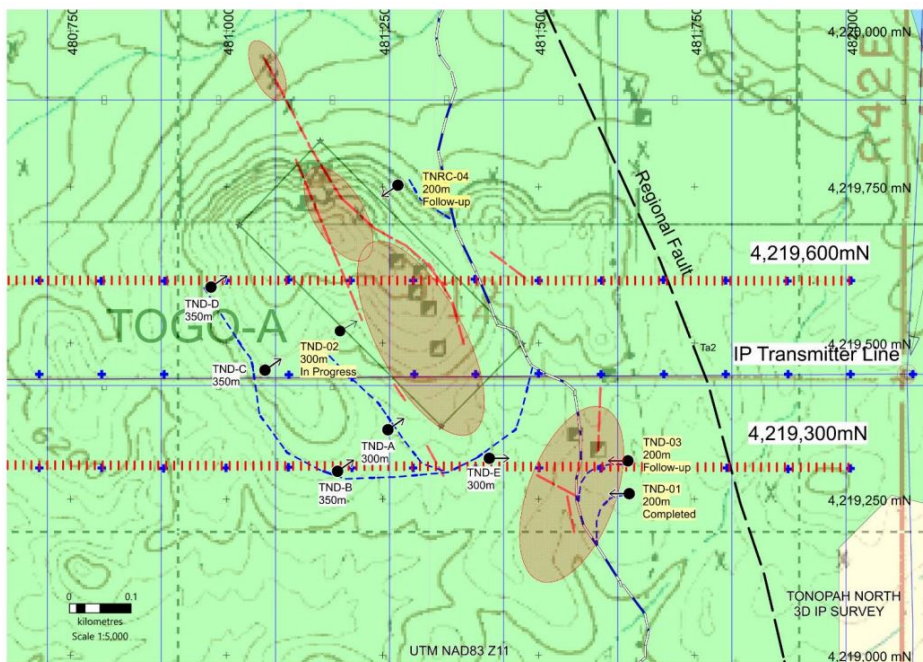 480,750
481,000
481,250
481,500
481,750
482,000
4,220,000 mN
R42E
6300
TNRC-04
200m
Follow-up
4,219,750 mN
Regional Fault
4,219,600mN
TND-D
350m
TOGO-A
TND-02
300m
In Progress
TND-C
350m
4,219,500 mN
Ta2
IP Transmitter Line
TND-A
300m
4,219,300mN
TND-03
200m
Follow-up
TND-B
350m
TND-E
300m
TND-01
200m
Completed
4,219,250 mN
0
0.1
kilometres
Scale 1:5,000
TONOPAH NORTH
3D IP SURVEY
UTM NAD83 Z11
4,219,000 mN